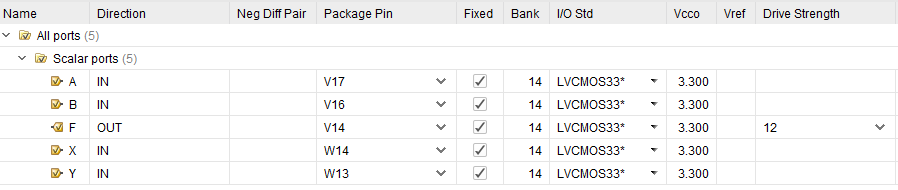 Name Direction Neg Diff Pair Package Pin Fixed Bank I/O Std Vcco Vref Drive Strength
All ports (5)
Scalar ports (5)
A IN V17 14 LVCMOS33* 3.300
B IN V16 14 LVCMOS33* 3.300
F OUT V14 14 LVCMOS33* 3.300 12
X IN W14 14 LVCMOS33* 3.300
Y IN W13 14 LVCMOS33* 3.300